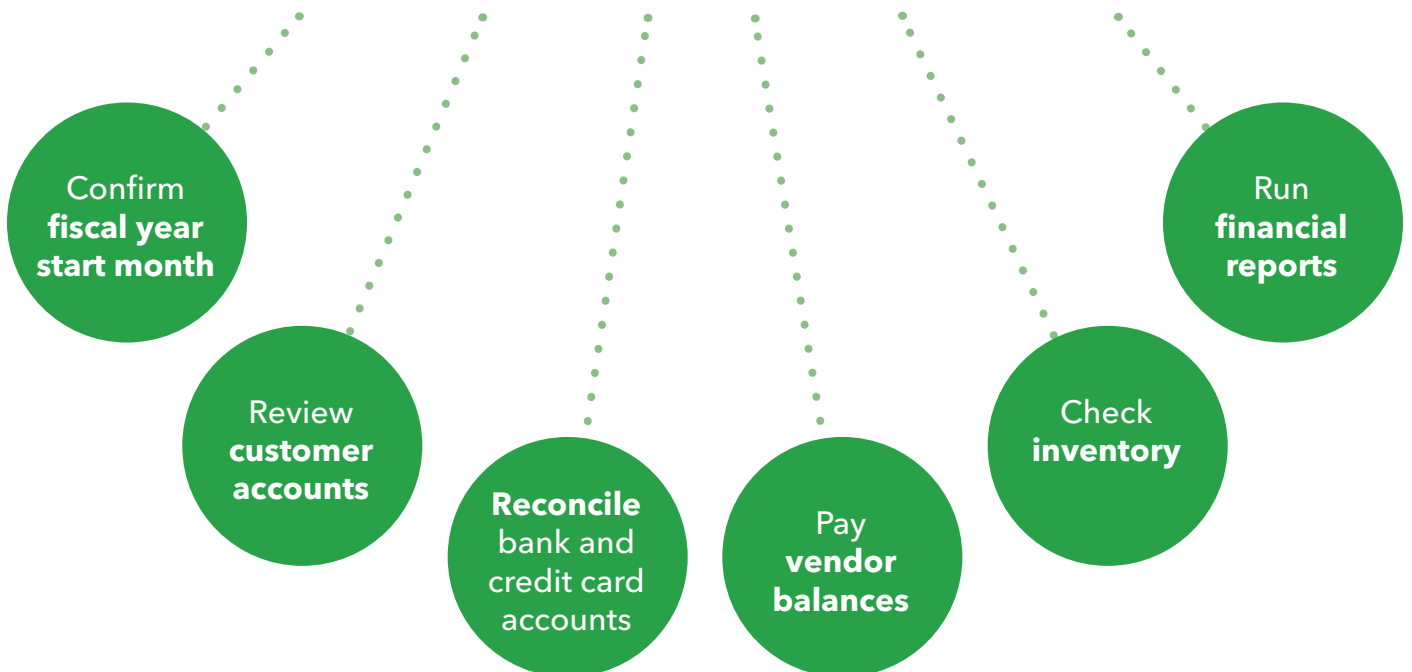 Confirm
fiscal year
start month
Review
customer
accounts
Reconcile
bank and
credit card
accounts
Pay
vendor
balances
Check
inventory
Run
financial
reports